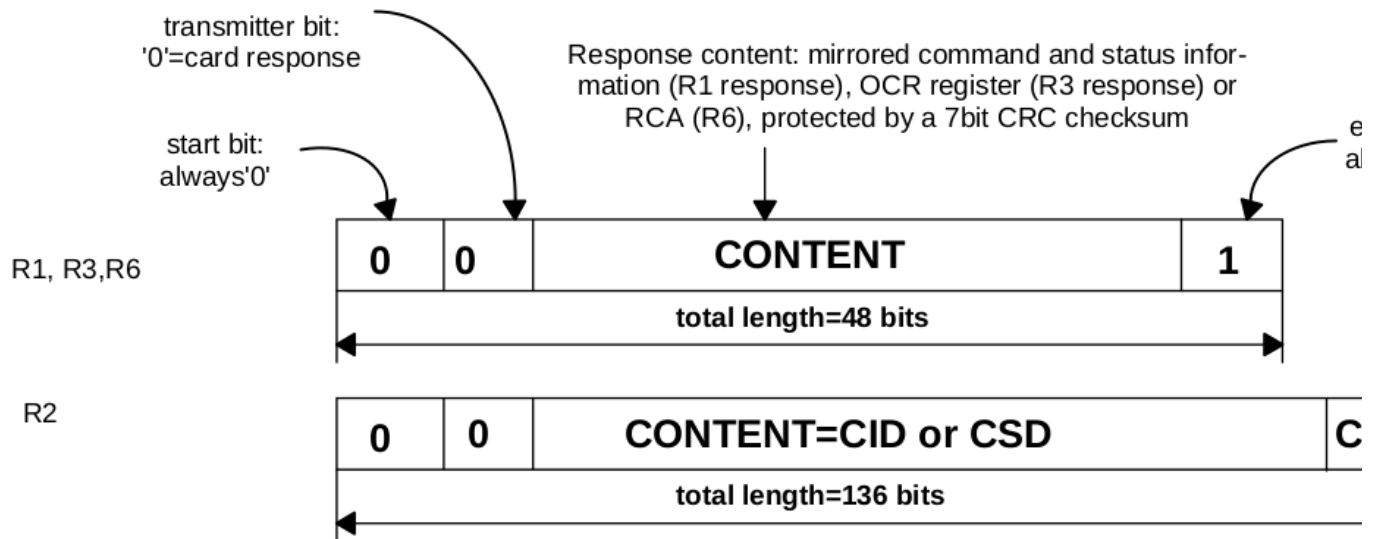 transmitter bit:
'0'=card response
Response content: mirrored command and status infor-
mation (R1 response), OCR register (R3 response) or
RCA (R6), protected by a 7bit CRC checksum
start bit:
always'0'
R1, R3,R6
0 0 CONTENT 1
total length=48 bits
R2
0 0 CONTENT=CID or CSD C
total length=136 bits